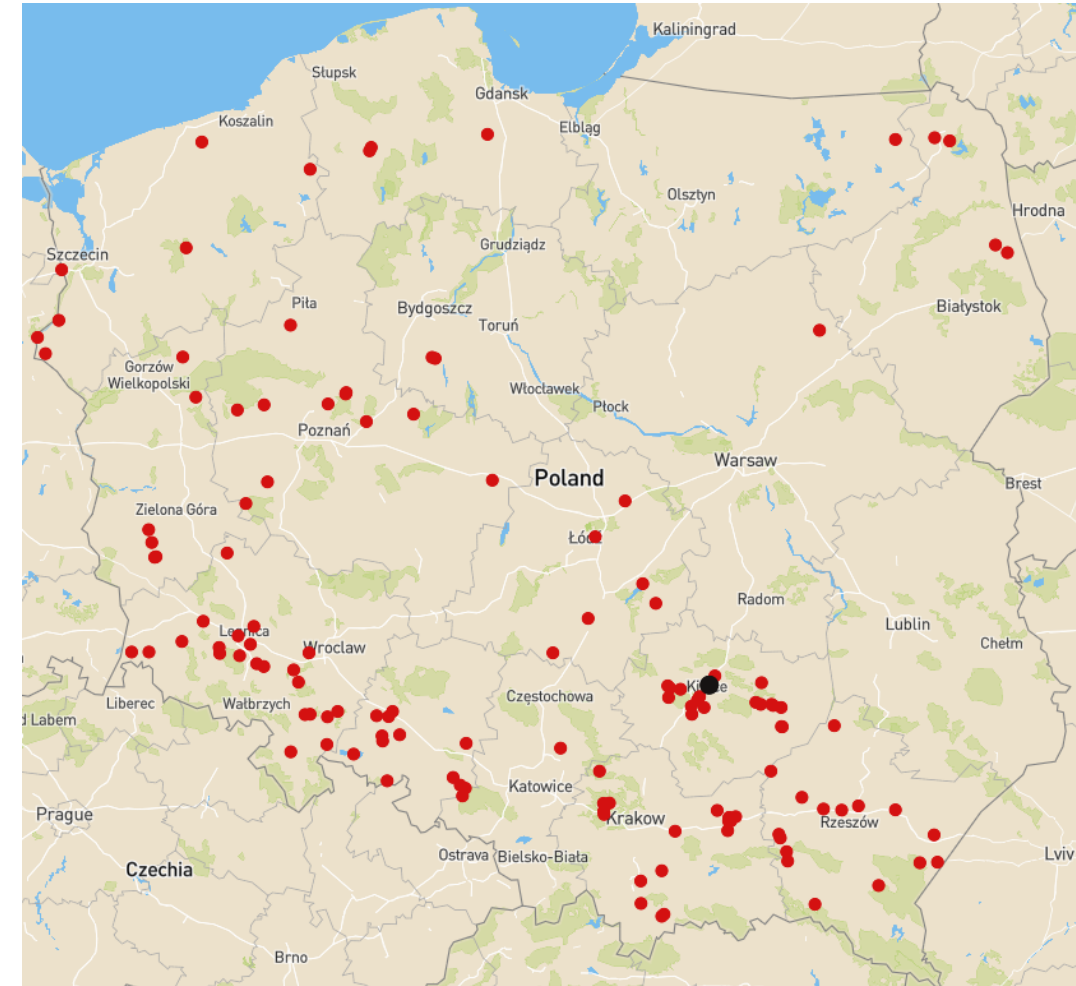 Kaliningrad
Słupsk
Gdansk
Koszalin
Elbląg
Olsztyn
Hrodna
Szczecin
Grudziądz
Piła
Bydgoszcz
Białystok
Toruń
Gorzów
Wielkopolski
Włocławek
Płock
Poznań
Warsaw
Poland
Brest
Zielona Góra
Radom
Lublin
Chełm
Wroclaw
Liberec
Wałbrzych
Częstochowa
d Labem
Katowice
Prague
Krakow
Rzeszów
Ostrava
Bielsko-Biała
Lviv
Czechia
Brno